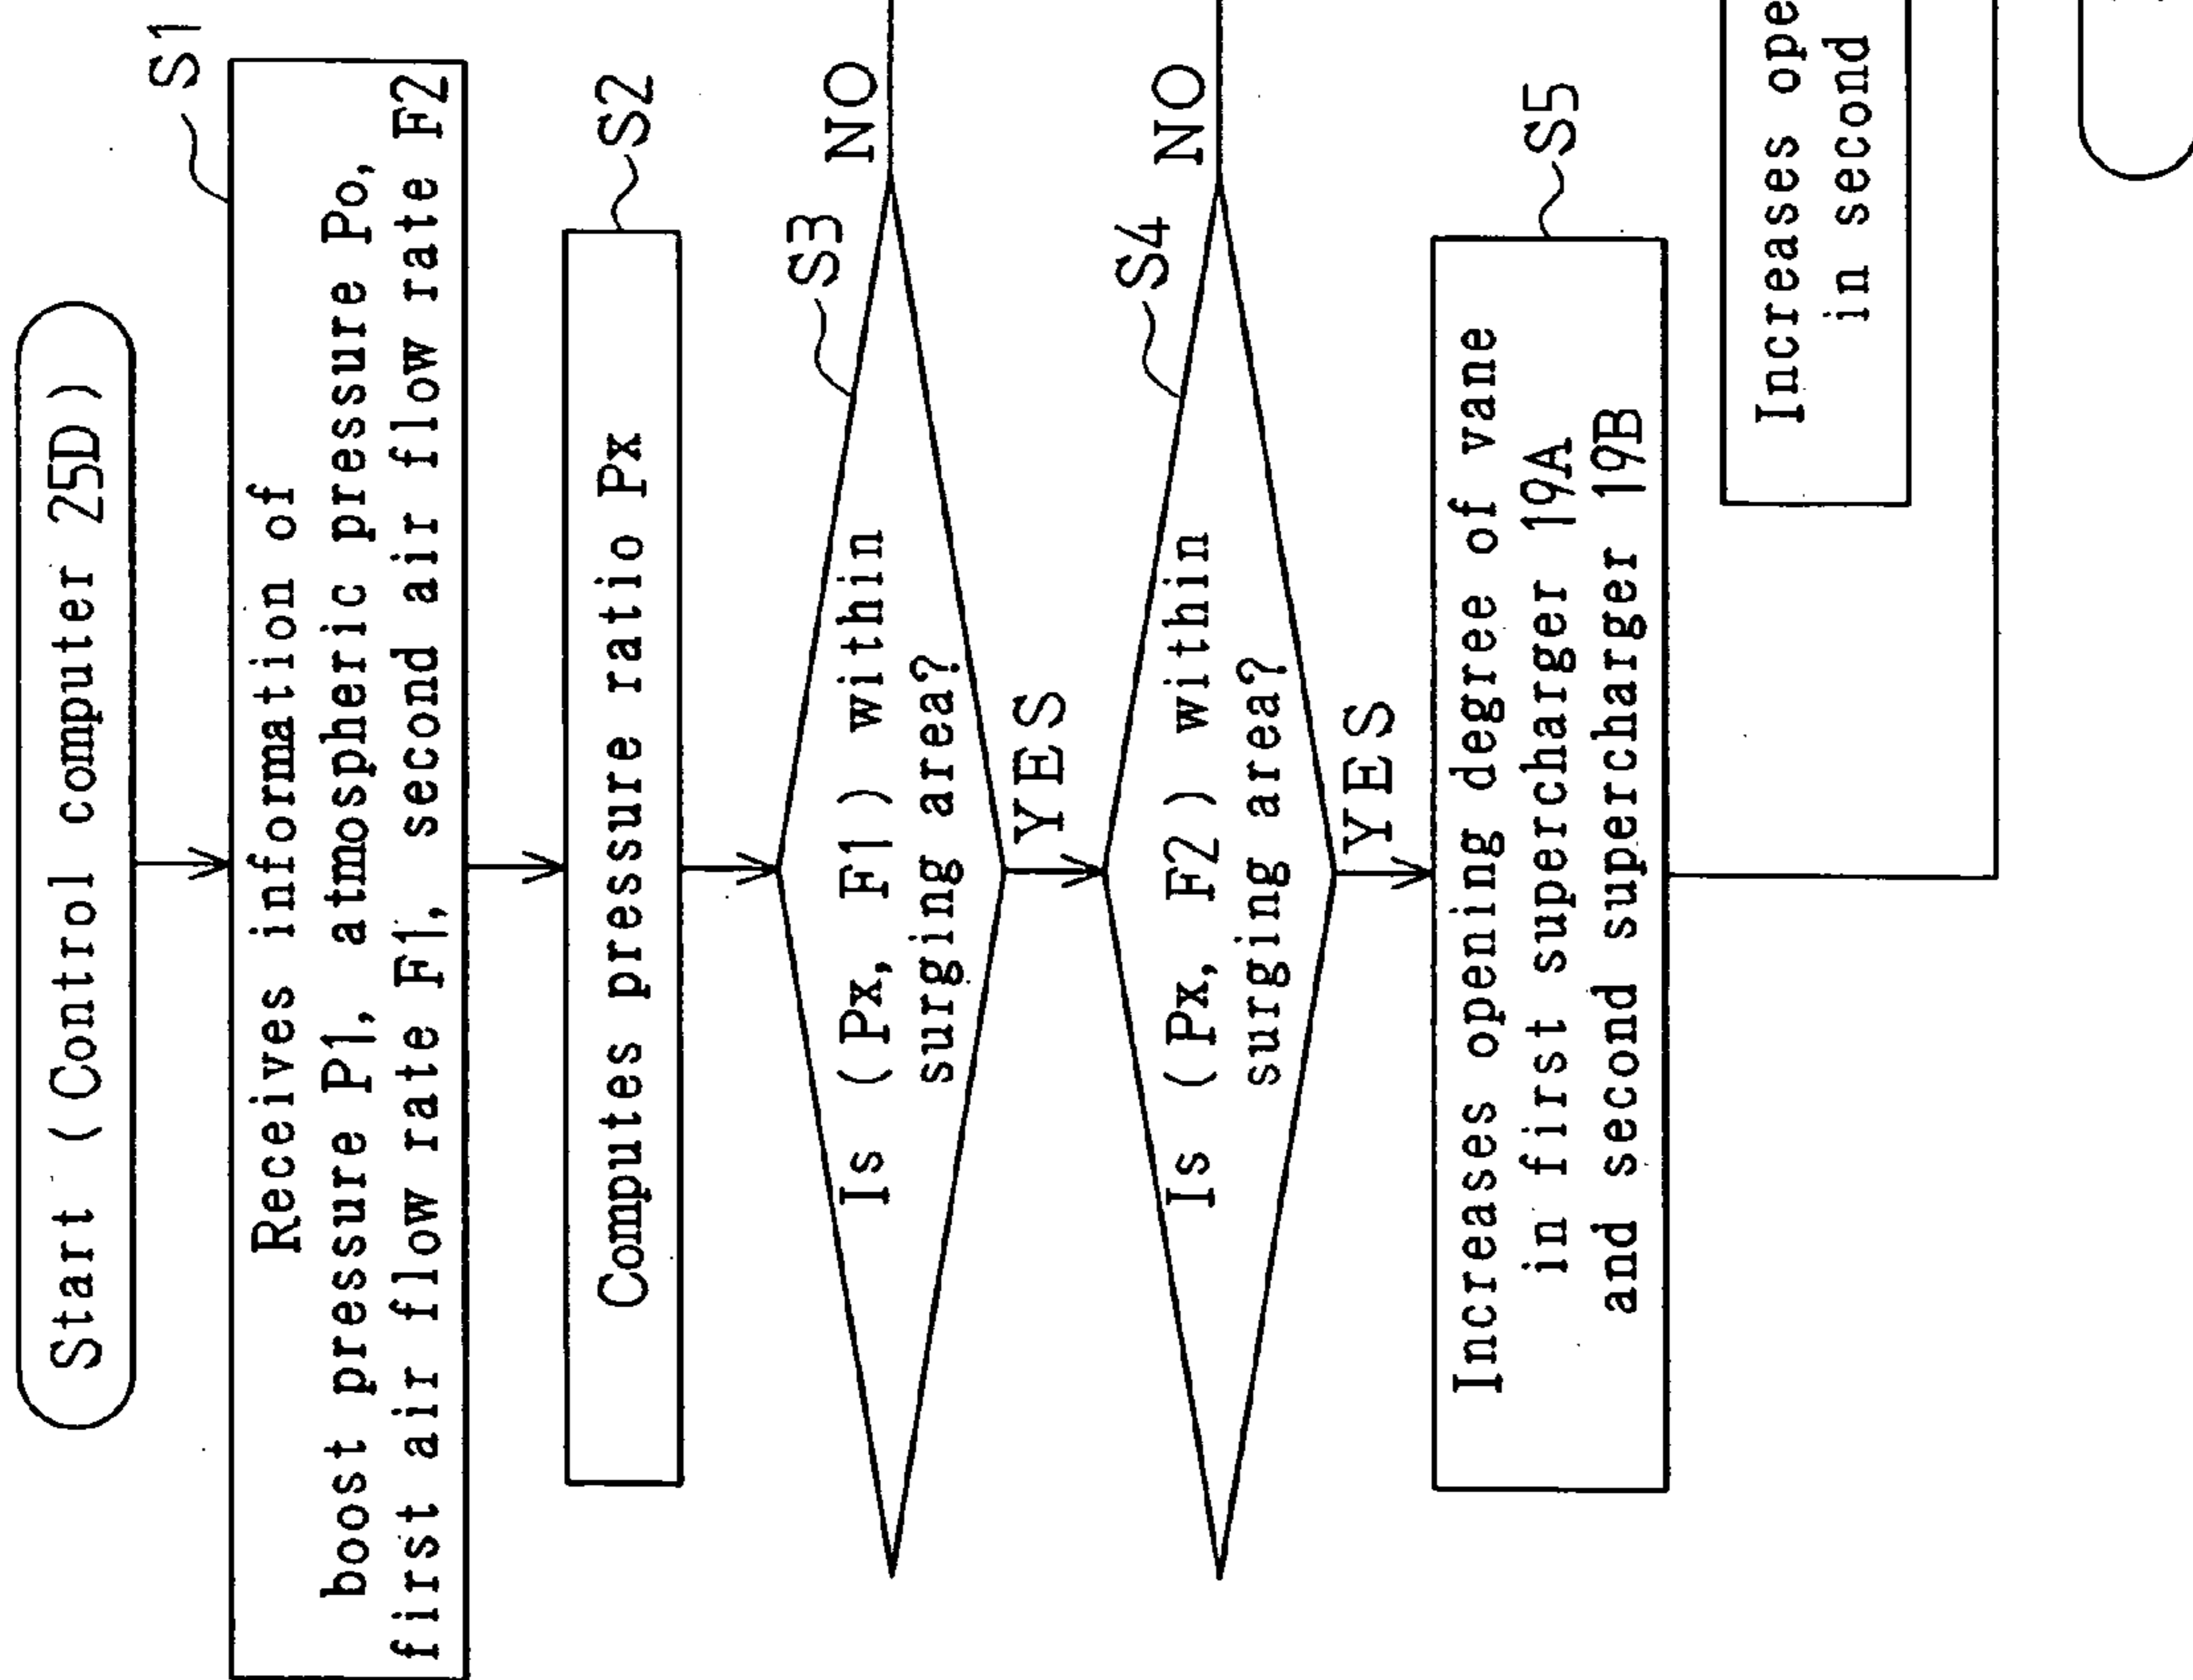 Start (Control computer 25D)
S1
Receives information of
boost pressure P1, atmospheric pressure Po,
first air flow rate F1, second air flow rate F2
S2
Computes pressure ratio Px
S3
Is (Px, F1) within
surging area?
NO
YES
S4
Is (Px, F2) within
surging area?
NO
YES
S5
Increases opening degree of vane
in first supercharger 19A
and second supercharger 19B
Increases ope
in second